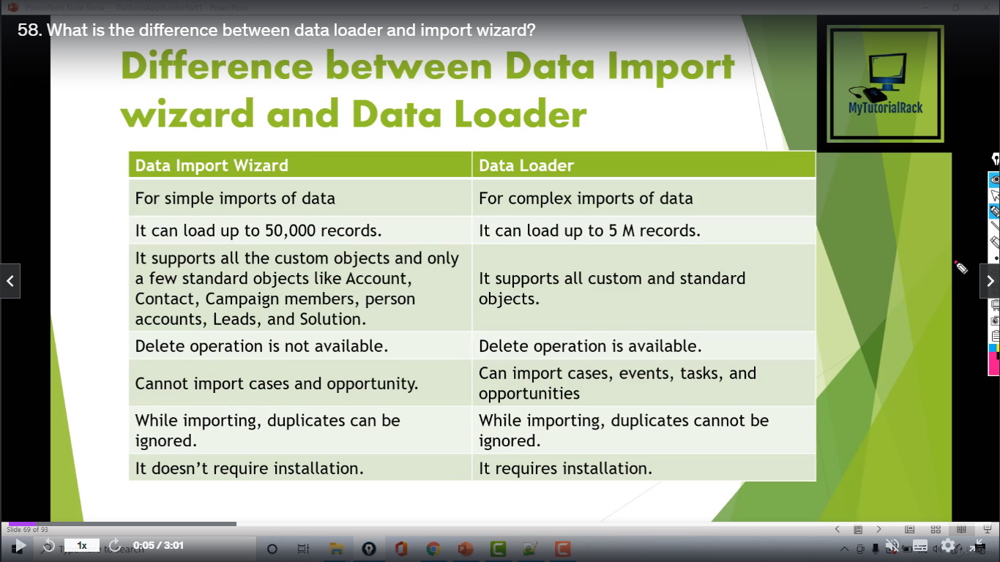 PowerPoint Slide Show - PlatformAppBuilderPart1 - PowerPoint
58. What is the difference between data loader and import wizard?
Difference between Data Import
wizard and Data Loader
MyTutorialRack
Data Import Wizard
Data Loader
For simple imports of data
For complex imports of data
It can load up to 50,000 records.
It can load up to 5 M records.
It supports all the custom objects and only
a few standard objects like Account,
Contact, Campaign members, person
accounts, Leads, and Solution.
It supports all custom and standard
objects.
Delete operation is not available.
Delete operation is available.
Cannot import cases and opportunity.
Can import cases, events, tasks, and
opportunities
While importing, duplicates can be
ignored.
While importing, duplicates cannot be
ignored.
It doesn't require installation.
It requires installation.
Slide 69 of 93
Type here to search
1x
0:05 / 3:01